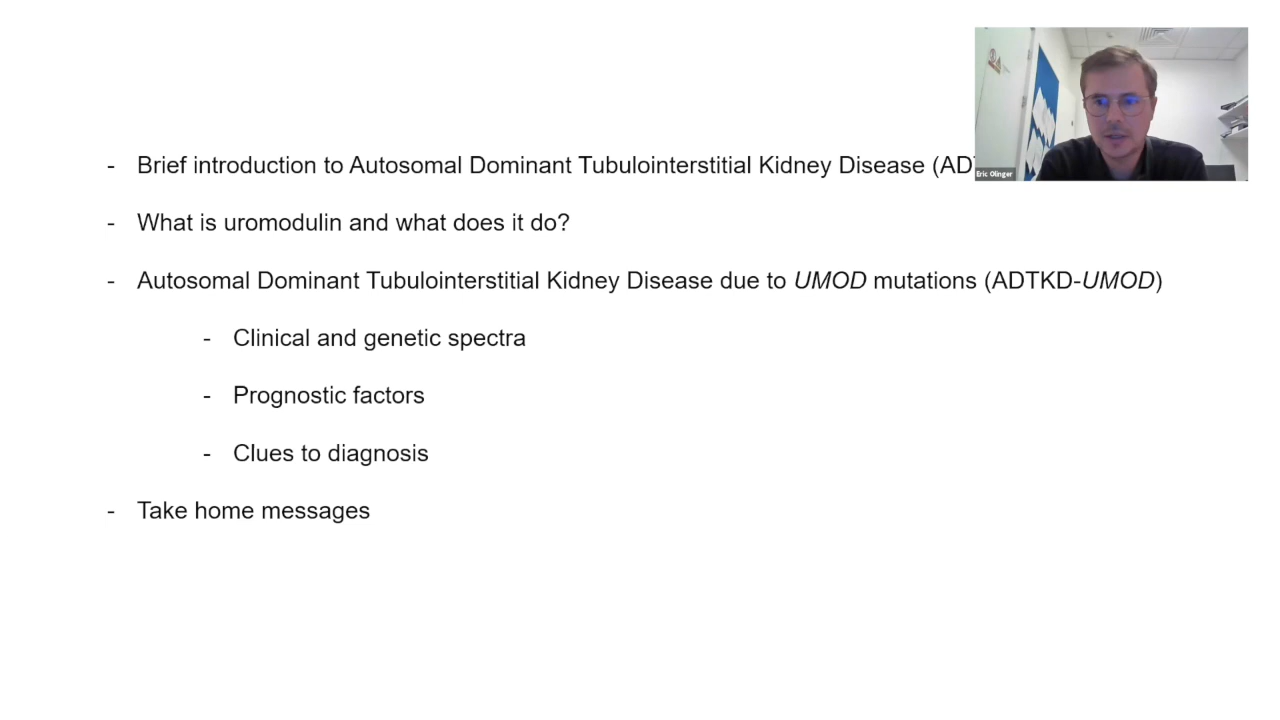 - Brief introduction to Autosomal Dominant Tubulointerstitial Kidney Disease (AD
Eric Olinger
- What is uromodulin and what does it do?
- Autosomal Dominant Tubulointerstitial Kidney Disease due to UMOD mutations (ADTKD-UMOD)
- Clinical and genetic spectra
- Prognostic factors
- Clues to diagnosis
- Take home messages